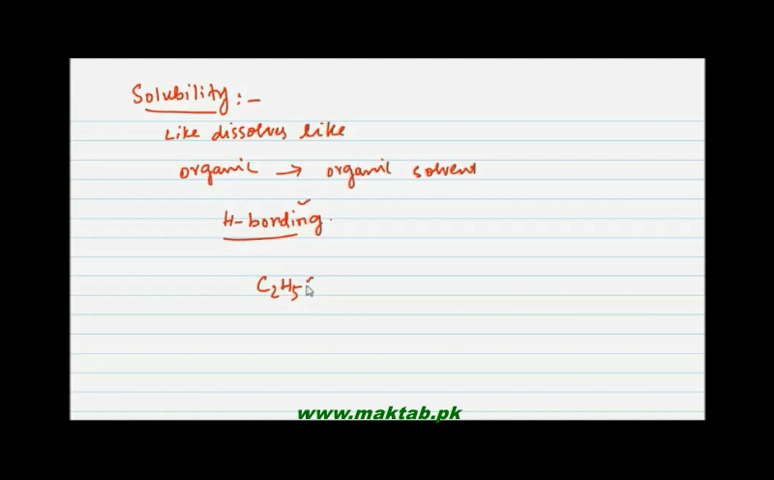 Solubility :-
Like dissolves like
organic → organic solvent
H-bonding.
C2H5
www.maktab.pk